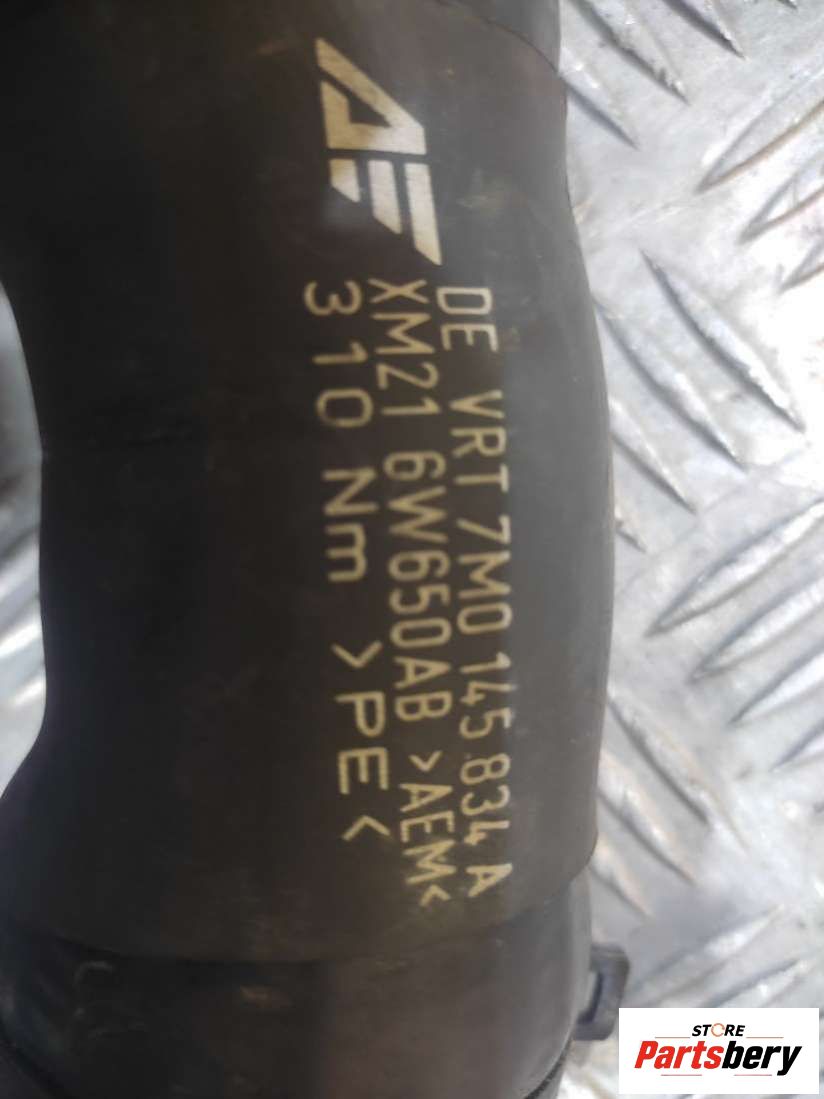 DE VRT 7M0 145 834 A
XM21 6W650AB >AEM<
310 Nm >PE<
STORE
Partsbery